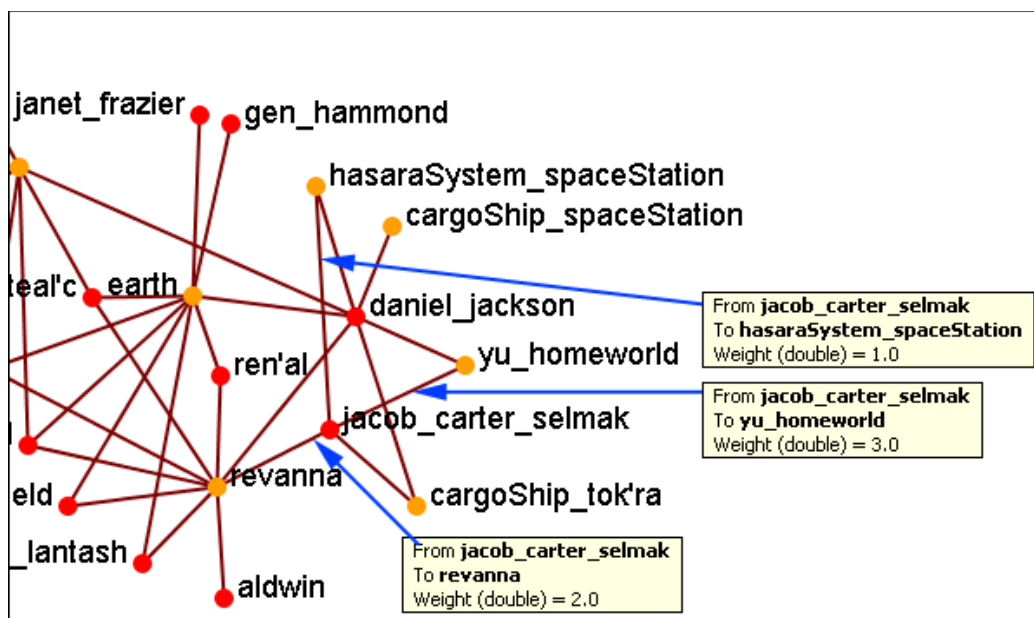 janet_frazier
gen_hammond
hasaraSystem_spaceStation
cargoShip_spaceStation
teal'c
earth
daniel_jackson
From jacob_carter_selmak
To hasaraSystem_spaceStation
Weight (double) = 1.0
ren'al
yu_homeworld
From jacob_carter_selmak
To yu_homeworld
Weight (double) = 3.0
jacob_carter_selmak
revanna
eld
cargoShip_tok'ra
_lantash
From jacob_carter_selmak
To revanna
Weight (double) = 2.0
aldwin